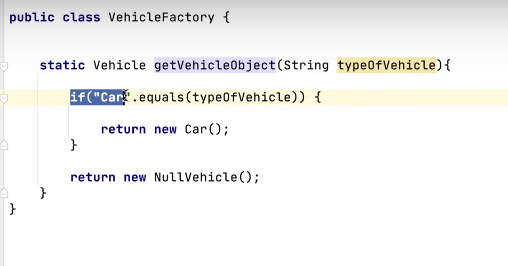 public class VehicleFactory {
static Vehicle getVehicleObject(String typeOfVehicle){
if("Car".equals(typeOfVehicle)) {
return new Car();
}
return new NullVehicle();
}
}